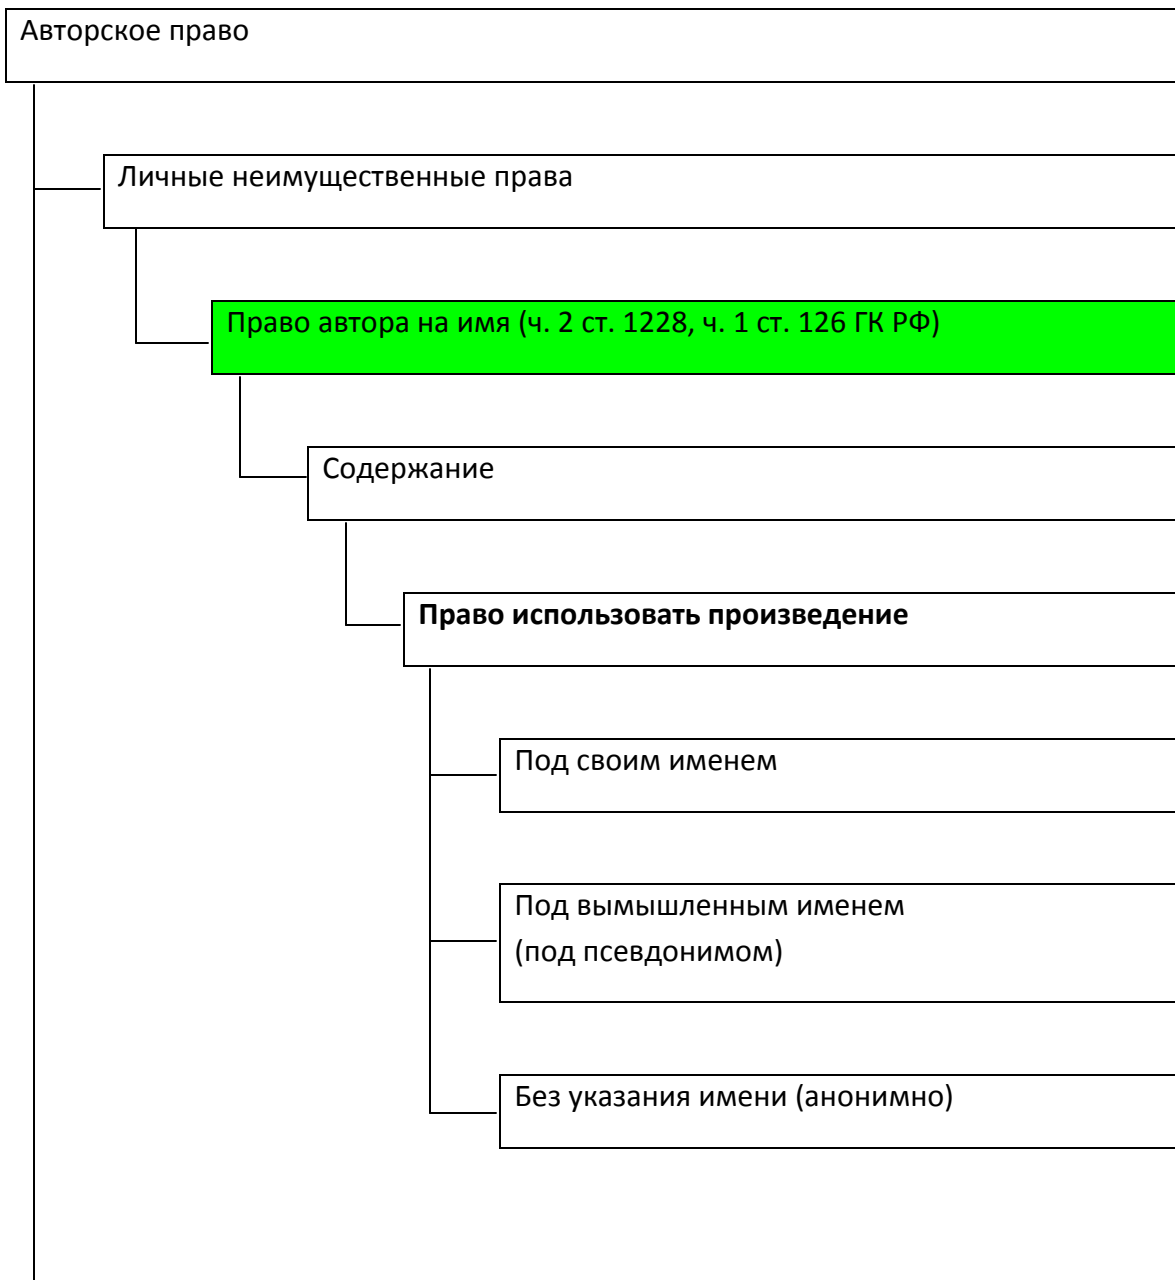 Авторское право
Личные неимущественные права
Право автора на имя (ч. 2 ст. 1228, ч. 1 ст. 126 ГК РФ)
Содержание
Право использовать произведение
Под своим именем
Под вымышленным именем
(под псевдонимом)
Без указания имени (анонимно)